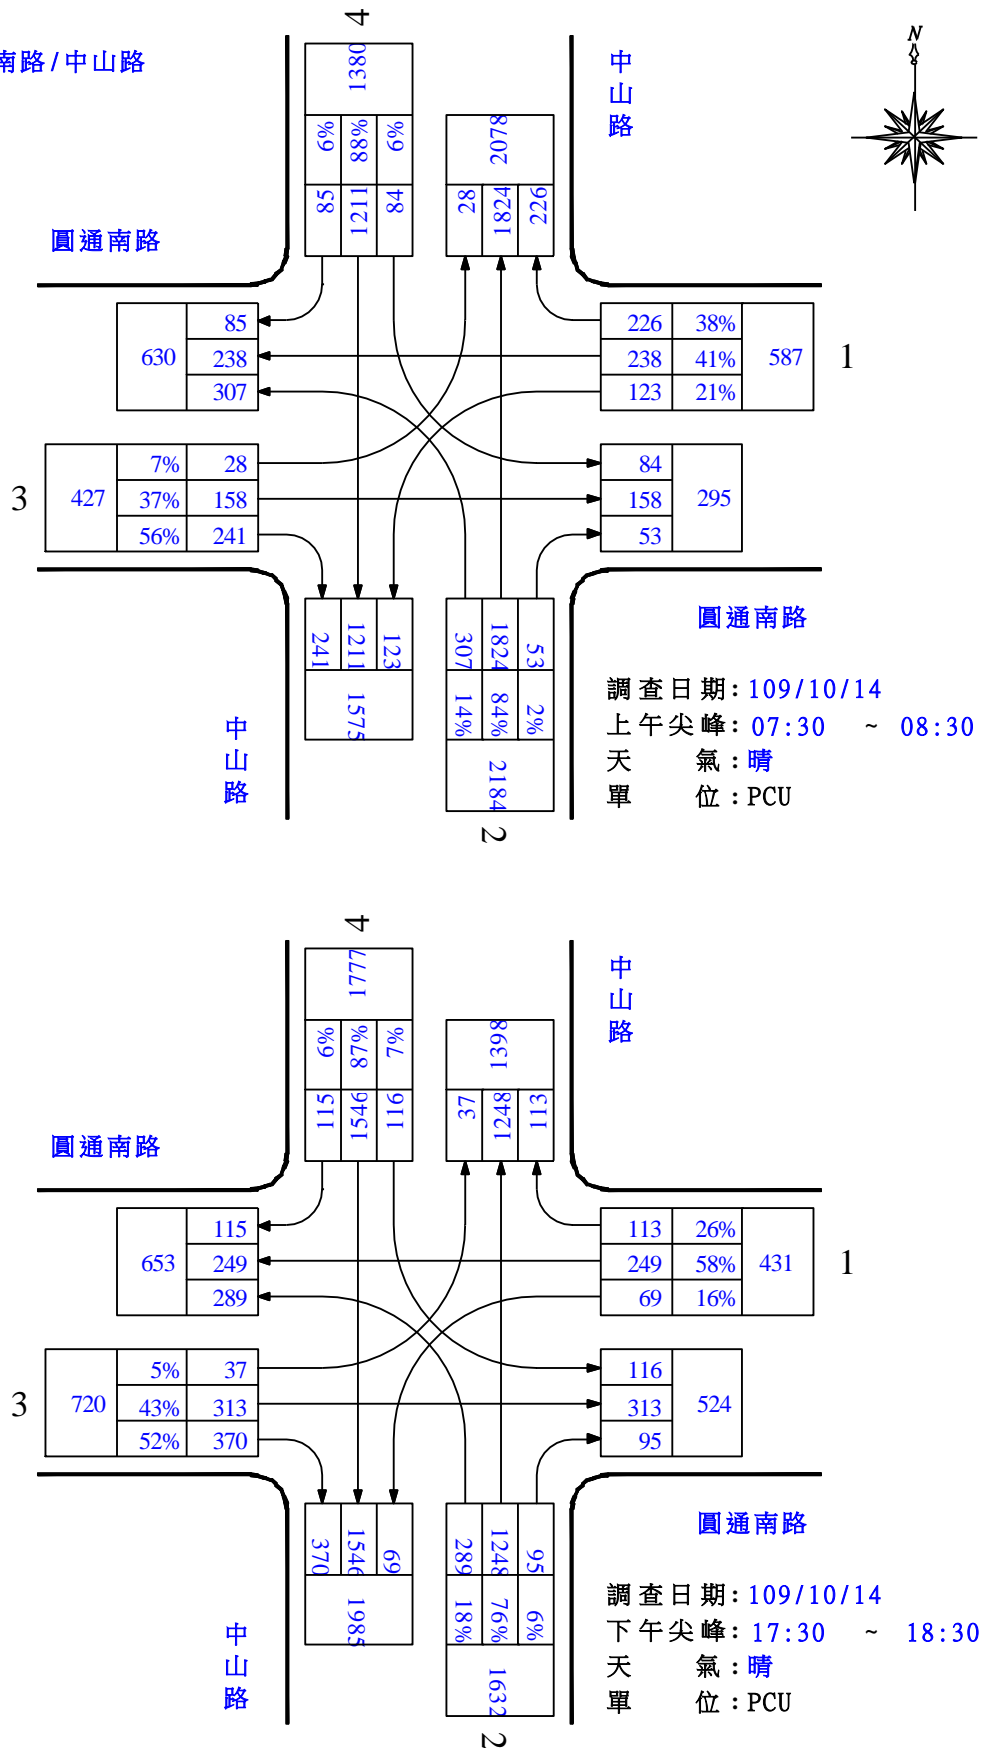 南路/中山路
4
N
1380
中山路
6% 88% 6%
2078
85 1211 84
28 1824 226
圓通南路
85
238
307
630
226 38%
238 41%
123 21%
587
1
3
427
7% 28
37% 158
56% 241
84
158
53
295
241 1211 123
1575
307 1824 53
14% 84% 2%
2184
2
圓通南路
中山路
調查日期:109/10/14
上午尖峰:07:30 ~ 08:30
天 氣:晴
單 位:PCU
4
1777
中山路
6% 87% 7%
1398
115 1546 116
37 1248 113
圓通南路
115
249
289
653
113 26%
249 58%
69 16%
431
1
3
720
5% 37
43% 313
52% 370
116
313
95
524
370 1546 69
1985
289 1248 95
18% 76% 6%
1632
2
圓通南路
中山路
調查日期:109/10/14
下午尖峰:17:30 ~ 18:30
天 氣:晴
單 位:PCU